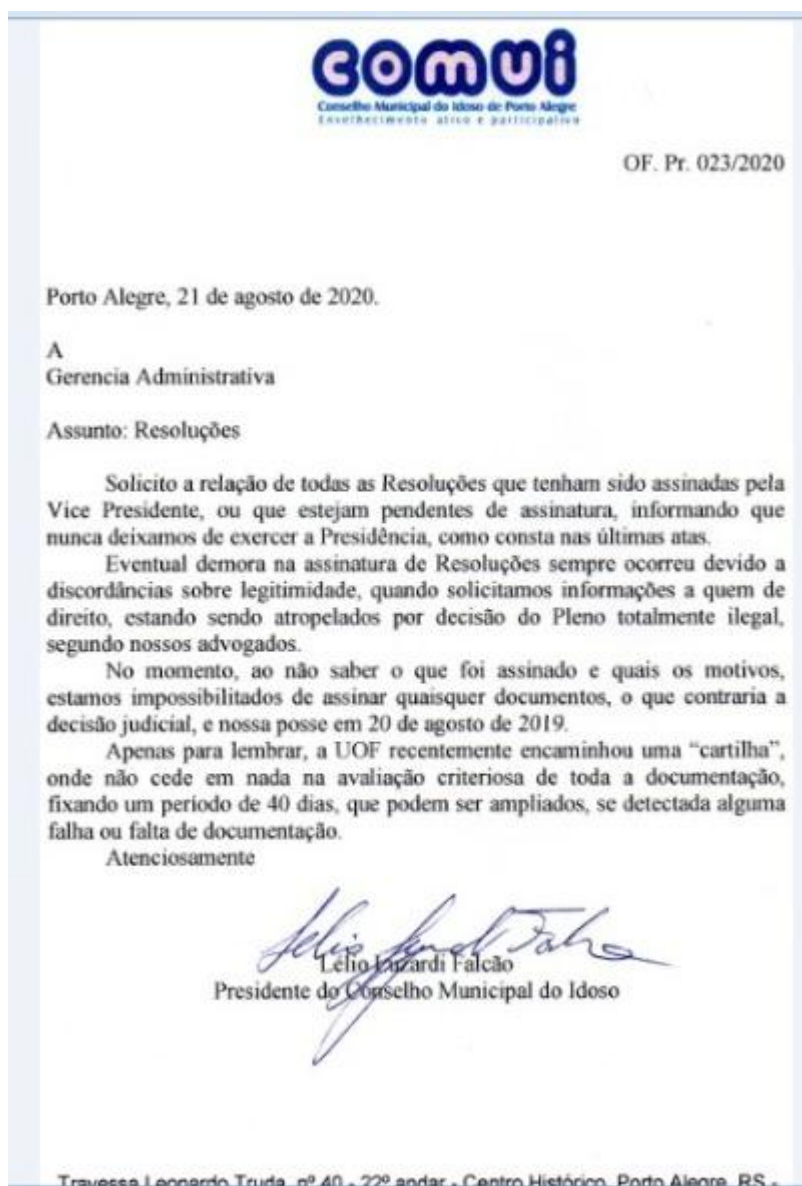 comui
Conselho Municipal do Idoso de Porto Alegre
Envelhecimento ativo e participativo
OF. Pr. 023/2020
Porto Alegre, 21 de agosto de 2020.
A
Gerencia Administrativa
Assunto: Resoluções
Solicito a relação de todas as Resoluções que tenham sido assinadas pela
Vice Presidente, ou que estejam pendentes de assinatura, informando que
nunca deixamos de exercer a Presidência, como consta nas últimas atas.
Eventual demora na assinatura de Resoluções sempre ocorreu devido a
discordâncias sobre legitimidade, quando solicitamos informações a quem de
direito, estando sendo atropelados por decisão do Pleno totalmente ilegal,
segundo nossos advogados.
No momento, ao não saber o que foi assinado e quais os motivos,
estamos impossibilitados de assinar quaisquer documentos, o que contraria a
decisão judicial, e nossa posse em 20 de agosto de 2019.
Apenas para lembrar, a UOF recentemente encaminhou uma “cartilha”,
onde não cede em nada na avaliação criteriosa de toda a documentação,
fixando um período de 40 dias, que podem ser ampliados, se detectada alguma
falha ou falta de documentação.
Atenciosamente
Lélio Luzardi Falcão
Presidente do Conselho Municipal do Idoso
Travessa Leonardo Truda, nº 40 - 22º andar - Centro Histórico, Porto Alegre, RS -